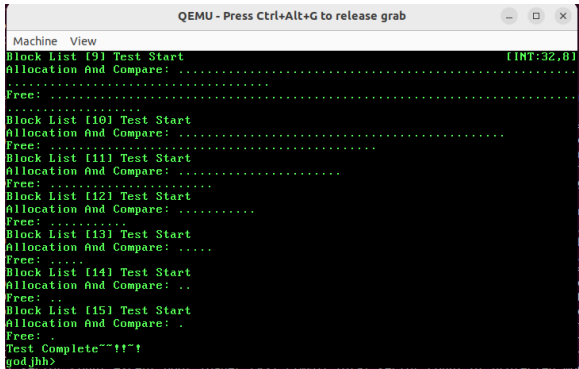 QEMU - Press Ctrl+Alt+G to release grab
Machine View
Block List [9] Test Start [INT:32,8]
Allocation And Compare: .................................................
.................................
Free: .................................................................
.................
Block List [10] Test Start
Allocation And Compare: .........................................
Free: .........................................
Block List [11] Test Start
Allocation And Compare: ....................
Free: ....................
Block List [12] Test Start
Allocation And Compare: ..........
Free: ..........
Block List [13] Test Start
Allocation And Compare: .....
Free: .....
Block List [14] Test Start
Allocation And Compare: ..
Free: ..
Block List [15] Test Start
Allocation And Compare: .
Free: .
Test Complete~~!!~!
godjhh>